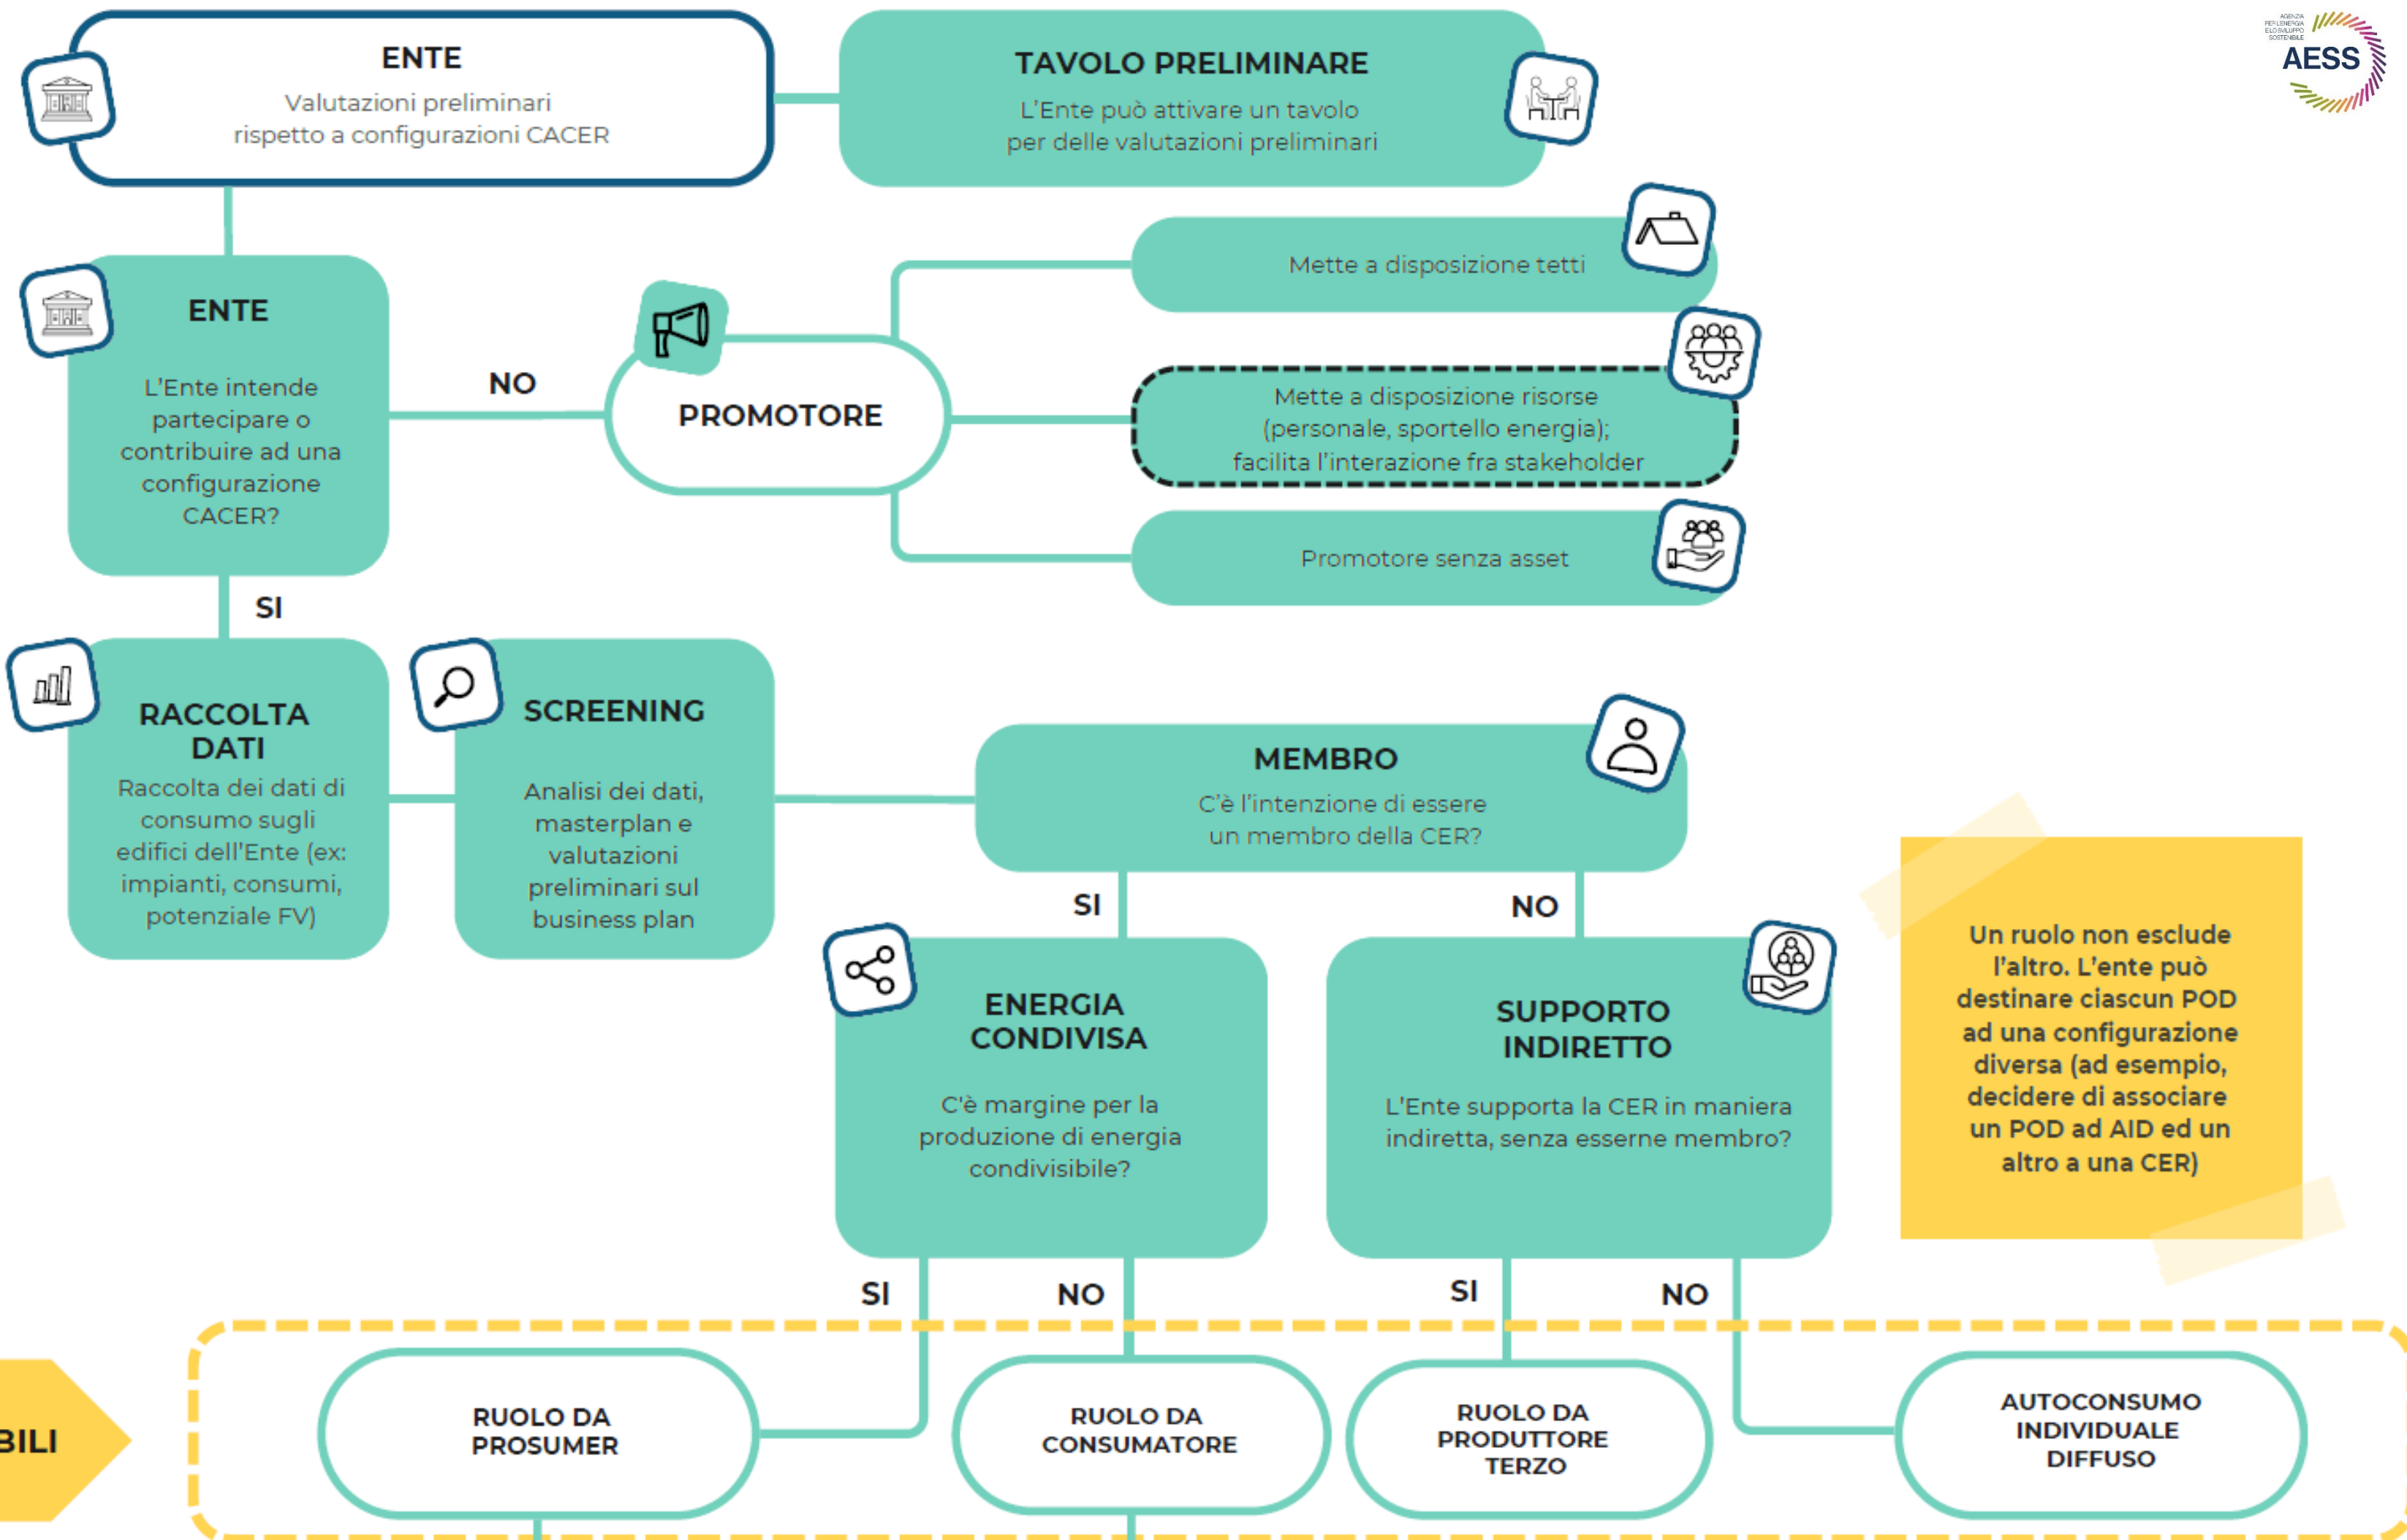 ENTE
Valutazioni preliminari
rispetto a configurazioni CACER
TAVOLO PRELIMINARE
L'Ente può attivare un tavolo
per delle valutazioni preliminari
AGENZIA
PER L'ENERGIA
E LO SVILUPPO
SOSTENIBILE
AESS
ENTE
L'Ente intende
partecipare o
contribuire ad una
configurazione
CACER?
NO
PROMOTORE
Mette a disposizione tetti
Mette a disposizione risorse
(personale, sportello energia);
facilita l'interazione fra stakeholder
Promotore senza asset
SI
RACCOLTA
DATI
Raccolta dei dati di
consumo sugli
edifici dell'Ente (ex:
impianti, consumi,
potenziale FV)
SCREENING
Analisi dei dati,
masterplan e
valutazioni
preliminari sul
business plan
MEMBRO
C'è l'intenzione di essere
un membro della CER?
SI
NO
ENERGIA
CONDIVISA
C'è margine per la
produzione di energia
condivisibile?
SUPPORTO
INDIRETTO
L'Ente supporta la CER in maniera
indiretta, senza esserne membro?
Un ruolo non esclude
l'altro. L'ente può
destinare ciascun POD
ad una configurazione
diversa (ad esempio,
decidere di associare
un POD ad AID ed un
altro a una CER)
SI
NO
SI
NO
BILI
RUOLO DA
PROSUMER
RUOLO DA
CONSUMATORE
RUOLO DA
PRODUTTORE
TERZO
AUTOCONSUMO
INDIVIDUALE
DIFFUSO